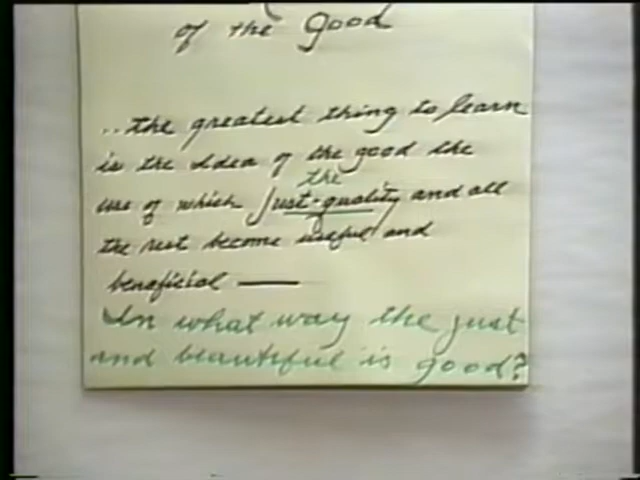 of the good
...the greatest thing to learn
is the Idea of the good the
use of which just-quality and all
the
the rest become useful and
beneficial —
In what way the just
and beautiful is good?